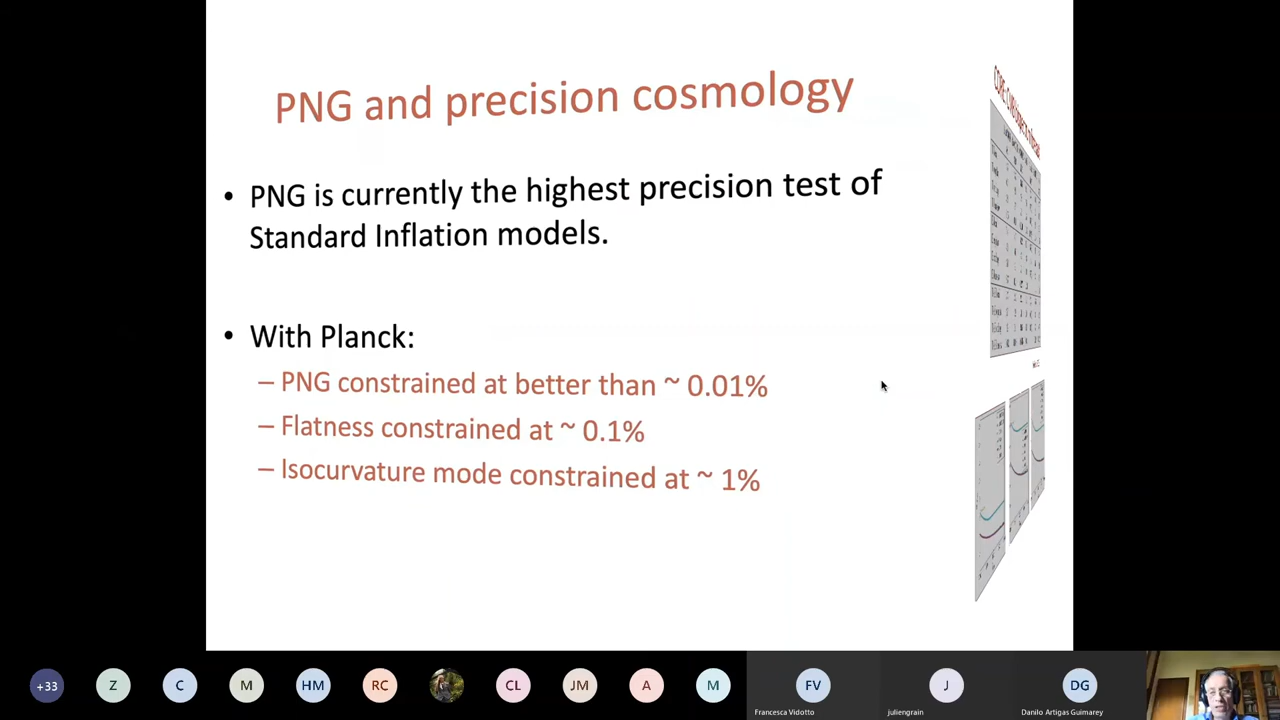 PNG and precision cosmology
• PNG is currently the highest precision test of
Standard Inflation models.
• With Planck:
– PNG constrained at better than ~ 0.01%
– Flatness constrained at ~ 0.1%
– Isocurvature mode constrained at ~ 1%
+33
Z
C
M
HM
RC
CL
JM
A
M
FV
J
DG
Francesca Vidotto
juliengrain
Danilo Artigas Guimarey